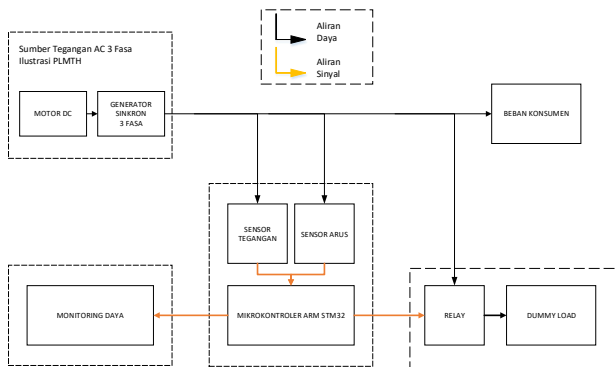 Sumber Tegangan AC 3 Fasa
Ilustrasi PLMTH
Aliran
Daya
Aliran
Sinyal
MOTOR DC
GENERATOR
SINKRON
3 FASA
BEBAN KONSUMEN
SENSOR
TEGANGAN
SENSOR ARUS
MONITORING DAYA
MIKROKONTROLER ARM STM32
RELAY
DUMMY LOAD